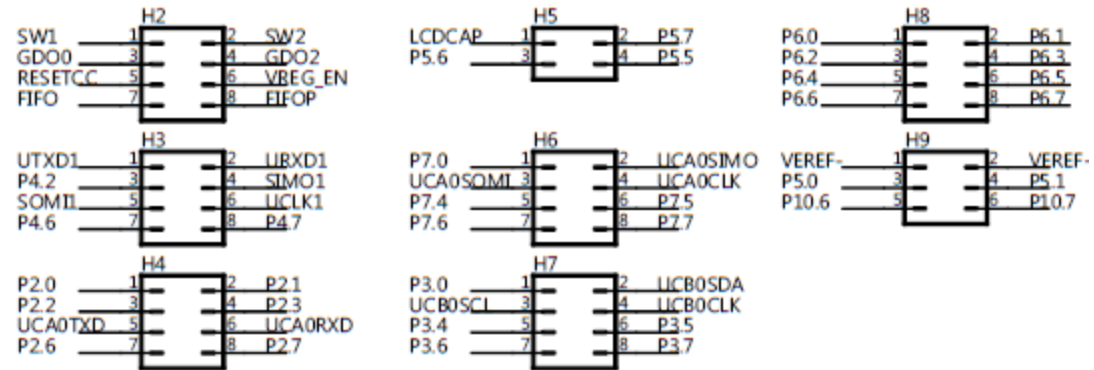 H2
SW1 1 2 SW2
GDO0 3 4 GDO2
RESETCC 5 6 VREG_EN
FIFO 7 8 FIFOP
H3
UTXD1 1 2 URXD1
P4.2 3 4 SIMO1
SOMI1 5 6 UCLK1
P4.6 7 8 P4.7
H4
P2.0 1 2 P2.1
P2.2 3 4 P2.3
UCA0TXD 5 6 UCA0RXD
P2.6 7 8 P2.7
H5
LCDCAP 1 2 P5.7
P5.6 3 4 P5.5
H6
P7.0 1 2 UCA0SIMO
UCA0SOMI 3 4 UCA0CLK
P7.4 5 6 P7.5
P7.6 7 8 P7.7
H7
P3.0 1 2 UCB0SDA
UCB0SCL 3 4 UCB0CLK
P3.4 5 6 P3.5
P3.6 7 8 P3.7
H8
P6.0 1 2 P6.1
P6.2 3 4 P6.3
P6.4 5 6 P6.5
P6.6 7 8 P6.7
H9
VEREF- 1 2 VEREF-
P5.0 3 4 P5.1
P10.6 5 6 P10.7